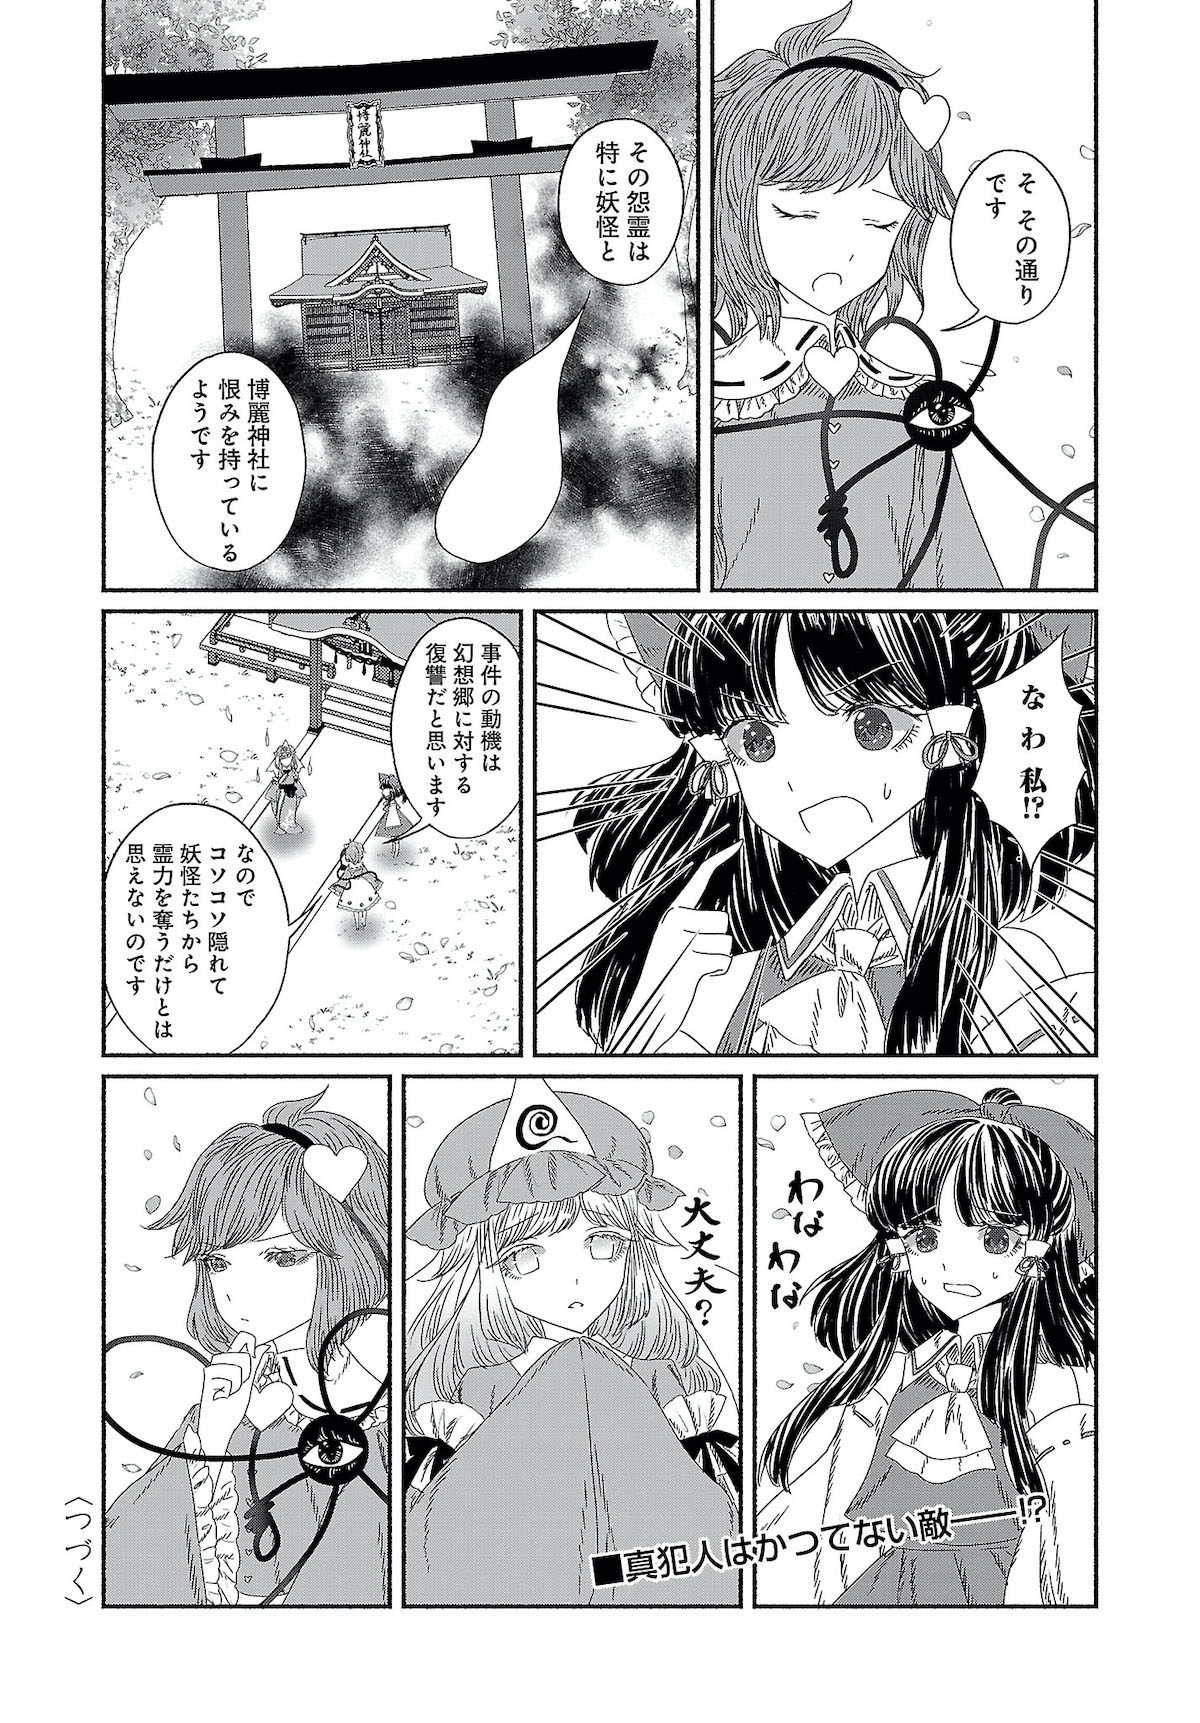 そ その通り
です
その怨霊は
特に妖怪と
博麗神社
博麗神社に
恨みを持っている
ようです
な わ 私!?
事件の動機は
幻想郷に対する
復讐だと思います
なので
コソコソ隠れて
妖怪たちから
霊力を奪うだけとは
思えないのです
わなわな
大丈夫?
■真犯人はかつてない敵――!?
〈つづく〉